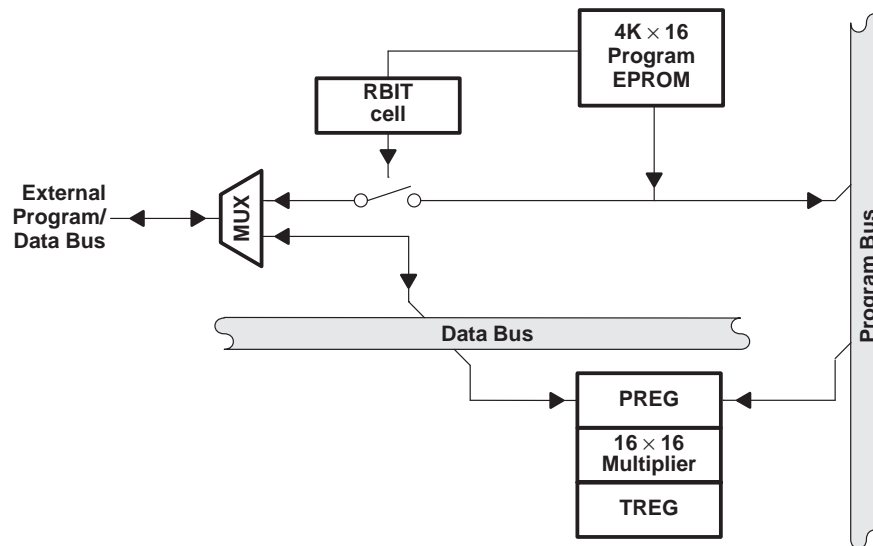 4K × 16
Program
EPROM
RBIT
cell
External
Program/
Data Bus
MUX
Program Bus
Data Bus
PREG
16 × 16
Multiplier
TREG